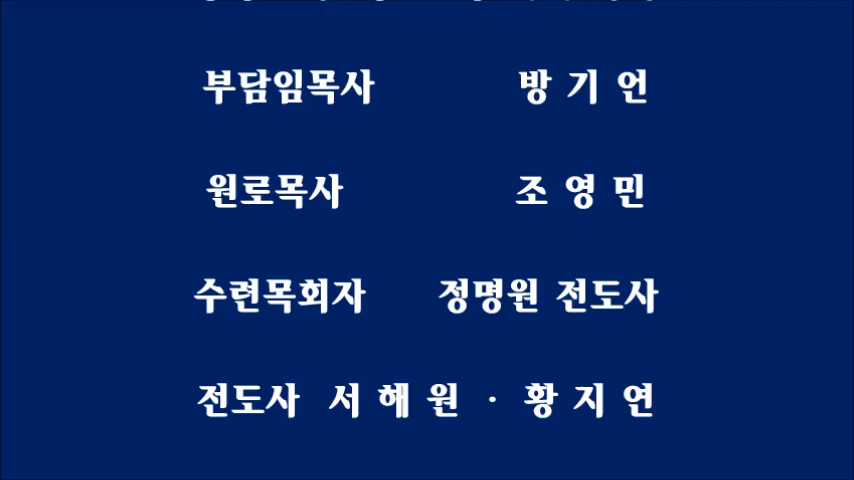 부담임목사 방 기 언
원로목사 조 영 민
수련목회자 정명원 전도사
전도사 서 해 원 · 황 지 연